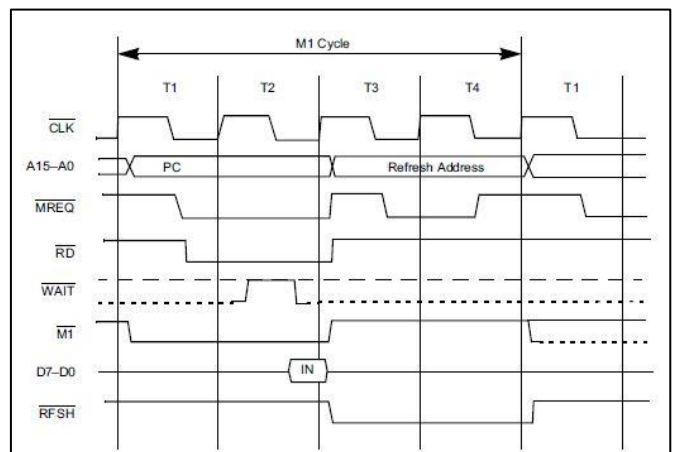 M1 Cycle
T1 T2 T3 T4 T1
CLK
A15–A0 PC Refresh Address
MREQ
RD
WAIT
M1
D7–D0 IN
RFSH